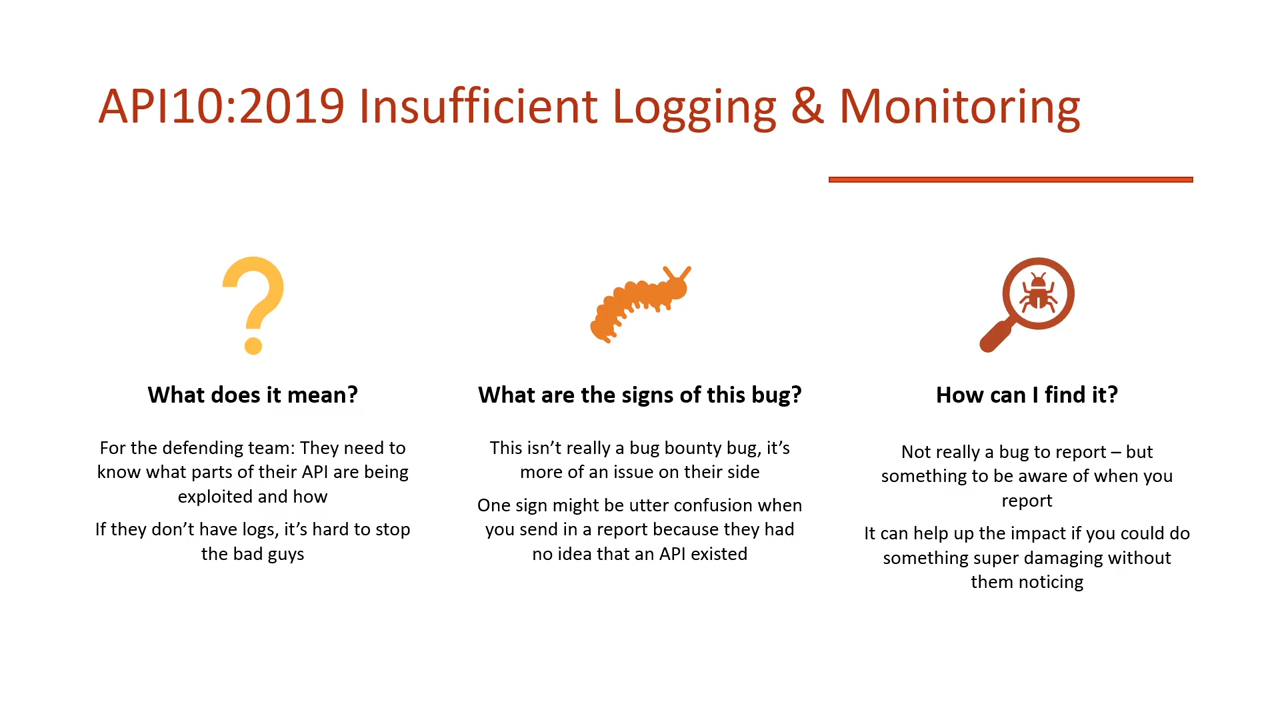 API10:2019 Insufficient Logging & Monitoring
What does it mean?
For the defending team: They need to
know what parts of their API are being
exploited and how
If they don’t have logs, it’s hard to stop
the bad guys
What are the signs of this bug?
This isn’t really a bug bounty bug, it’s
more of an issue on their side
One sign might be utter confusion when
you send in a report because they had
no idea that an API existed
How can I find it?
Not really a bug to report – but
something to be aware of when you
report
It can help up the impact if you could do
something super damaging without
them noticing